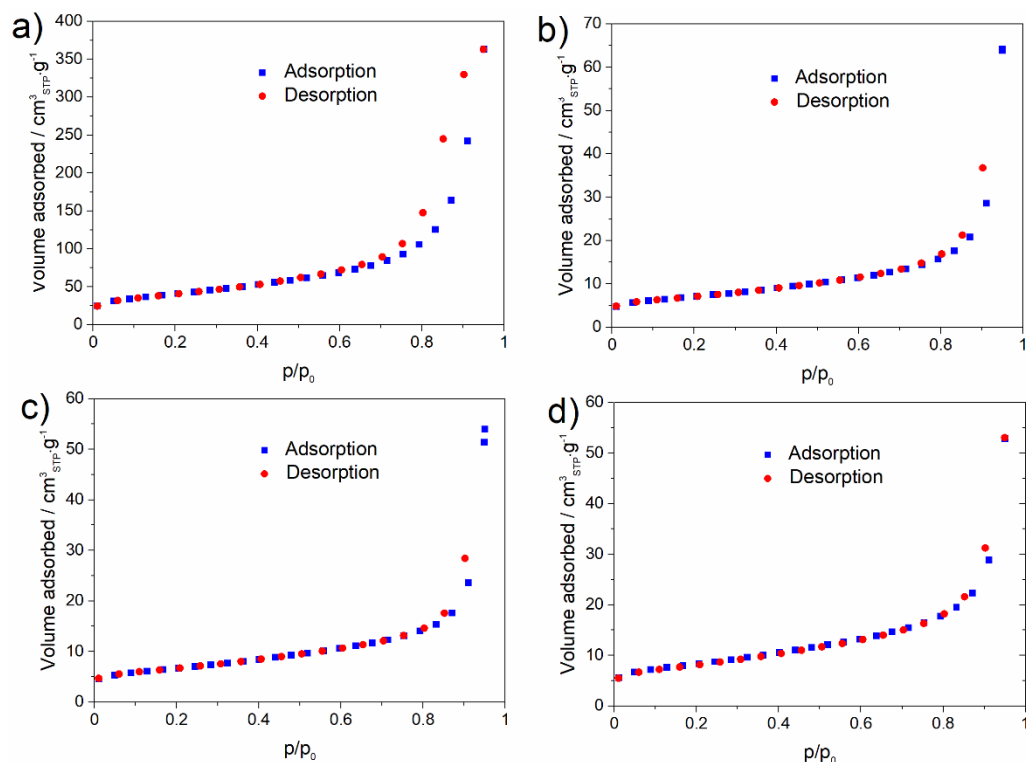 a)
Volume adsorbed / cm³STP·g⁻¹
400
350
300
250
200
150
100
50
0
Adsorption
Desorption
0 0.2 0.4 0.6 0.8 1
p/p₀
b)
Volume adsorbed / cm³STP·g⁻¹
70
60
50
40
30
20
10
0
Adsorption
Desorption
0 0.2 0.4 0.6 0.8 1
p/p₀
c)
Volume adsorbed / cm³STP·g⁻¹
60
50
40
30
20
10
0
Adsorption
Desorption
0 0.2 0.4 0.6 0.8 1
p/p₀
d)
Volume adsorbed / cm³STP·g⁻¹
60
50
40
30
20
10
0
Adsorption
Desorption
0 0.2 0.4 0.6 0.8 1
p/p₀